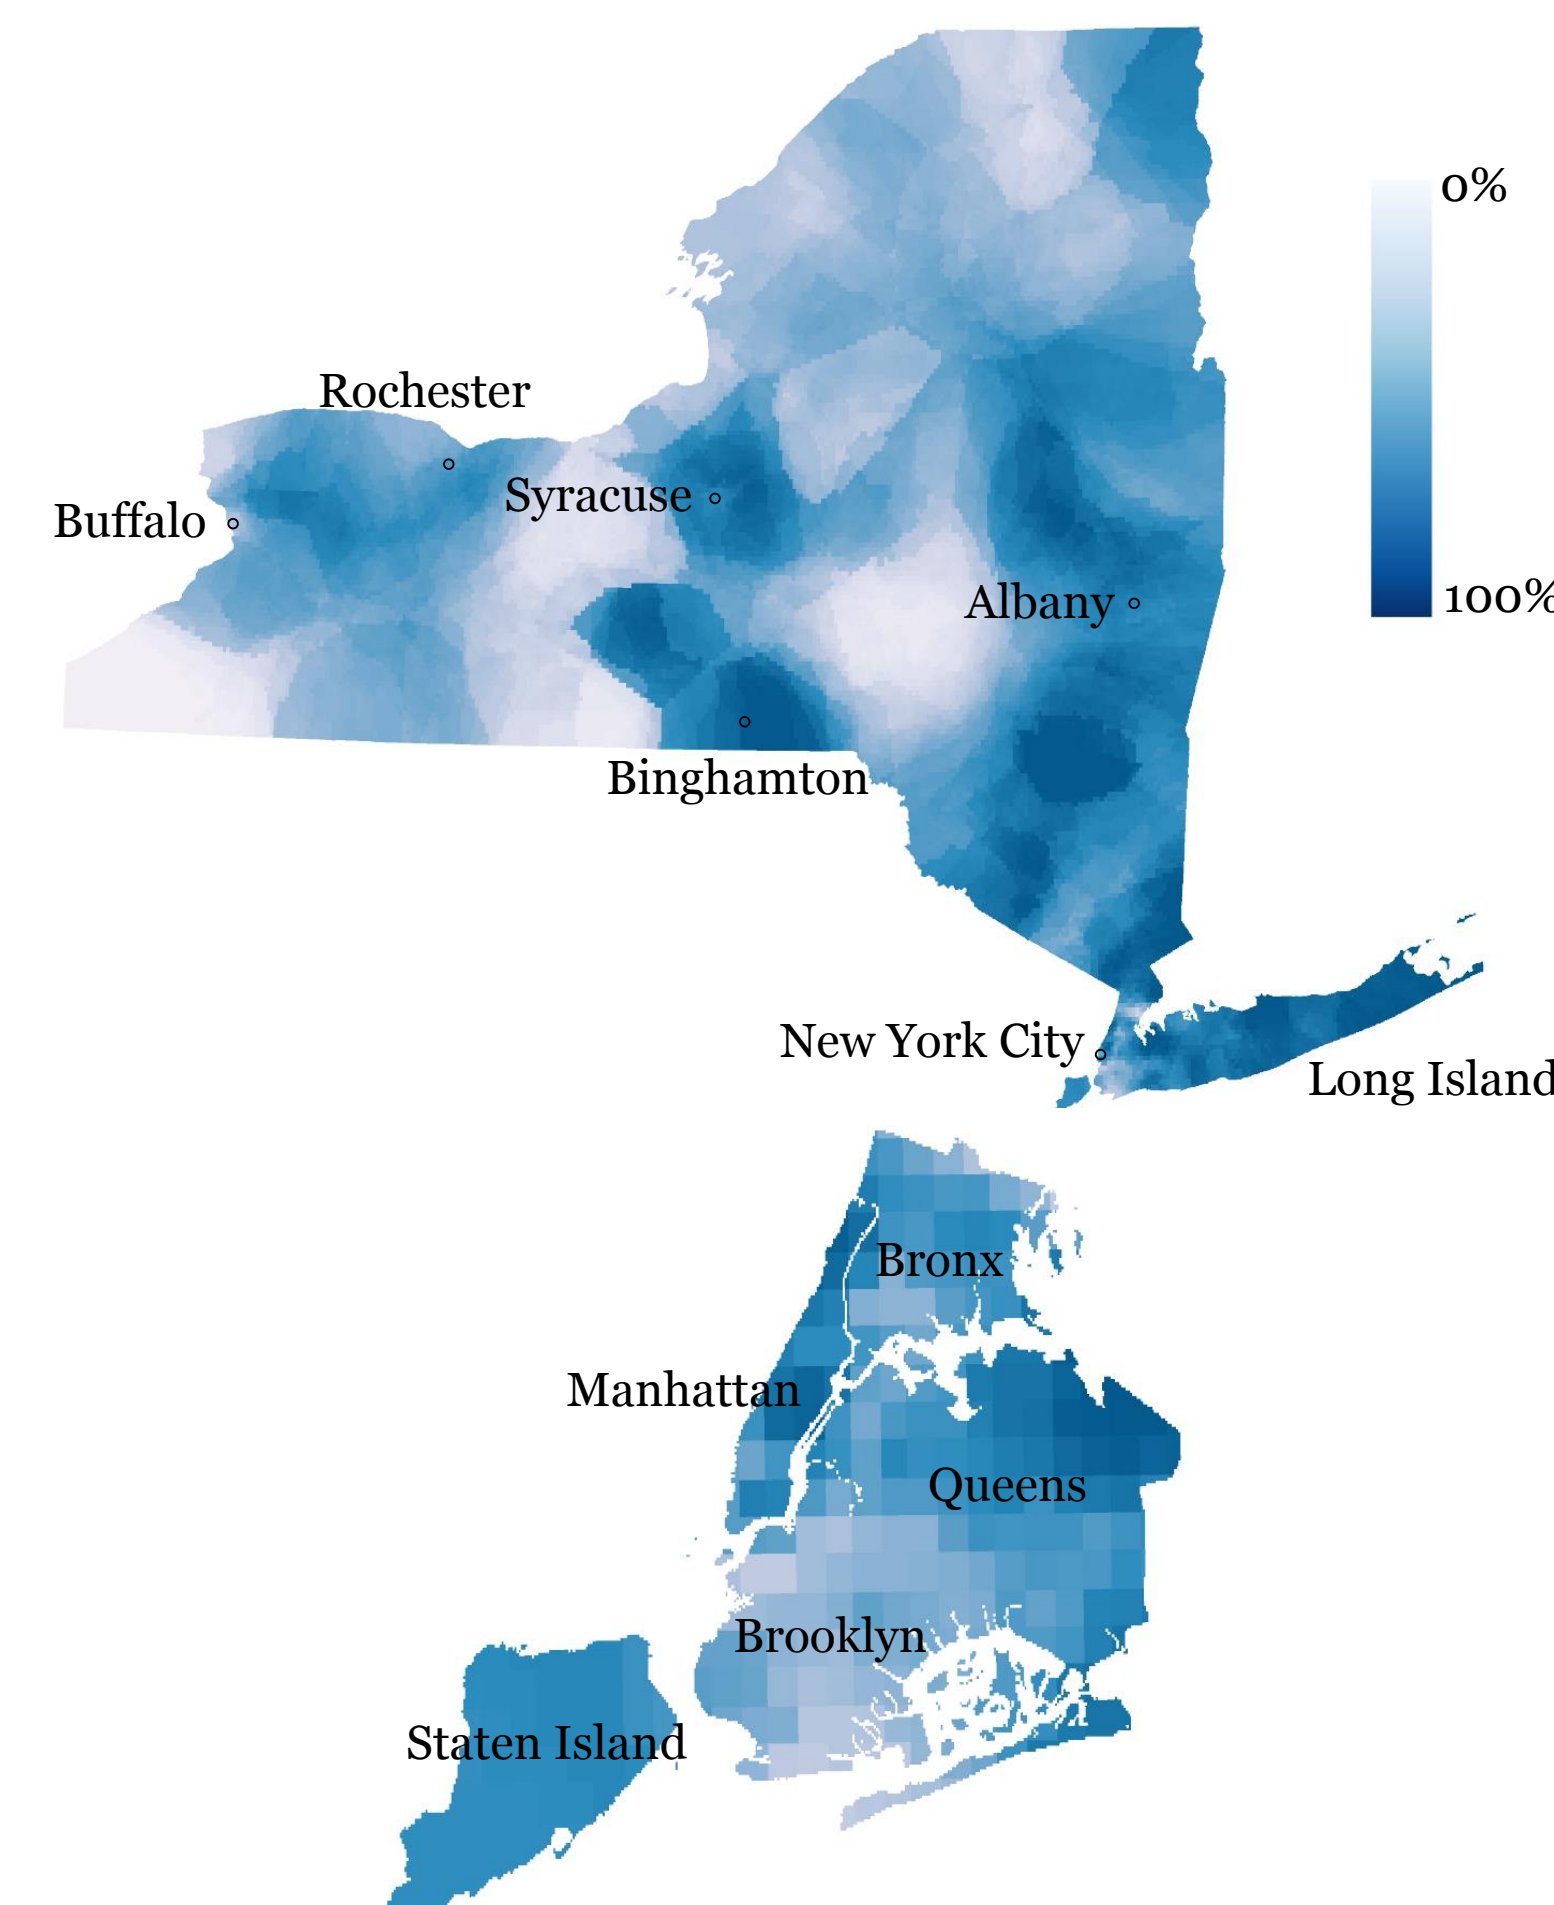 0%
Rochester
Syracuse
Buffalo
100%
Albany
Binghamton
New York City
Long Island
Bronx
Manhattan
Queens
Brooklyn
Staten Island